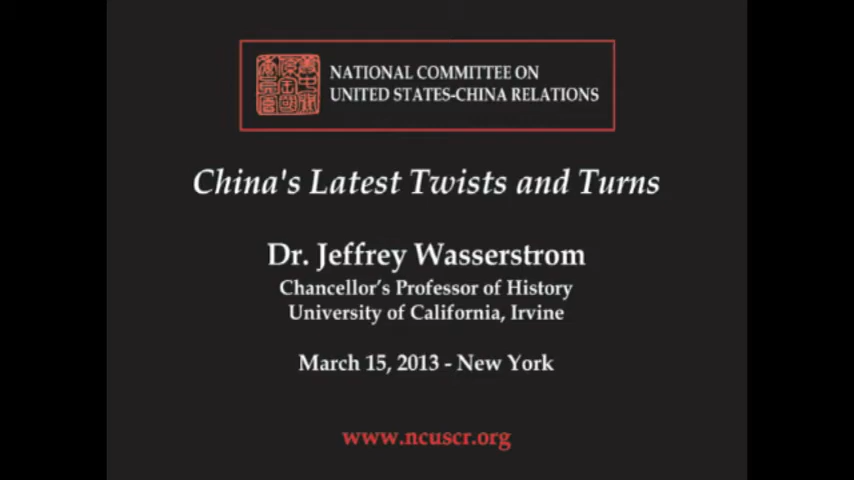 NATIONAL COMMITTEE ON
UNITED STATES-CHINA RELATIONS
China's Latest Twists and Turns
Dr. Jeffrey Wasserstrom
Chancellor's Professor of History
University of California, Irvine
March 15, 2013 - New York
www.ncuscr.org